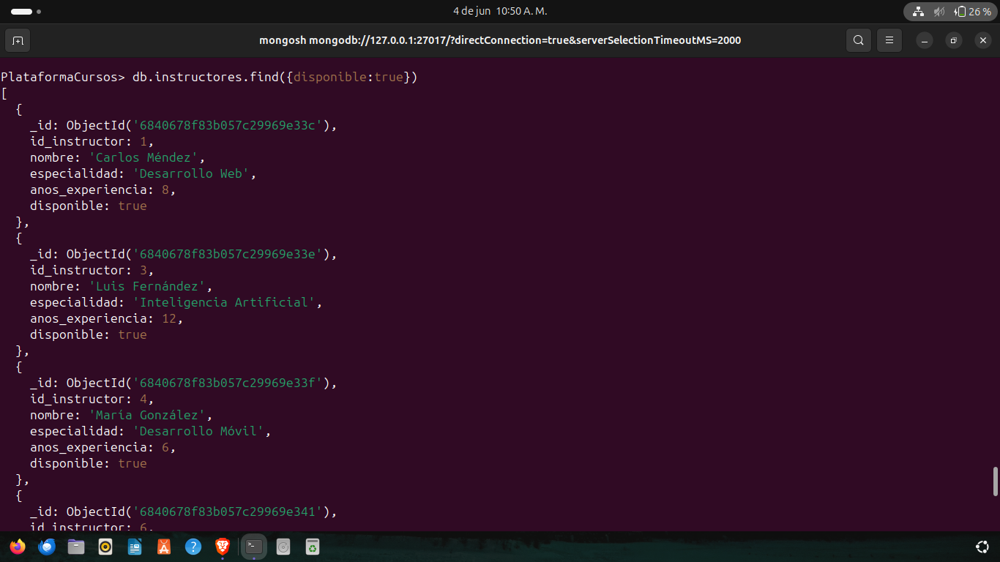 4 de jun 10:50 A. M.
26 %
mongosh mongodb://127.0.0.1:27017/?directConnection=true&serverSelectionTimeoutMS=2000
PlataformaCursos> db.instructores.find({disponible:true})
[
  {
    _id: ObjectId('6840678f83b057c29969e33c'),
    id_instructor: 1,
    nombre: 'Carlos Méndez',
    especialidad: 'Desarrollo Web',
    anos_experiencia: 8,
    disponible: true
  },
  {
    _id: ObjectId('6840678f83b057c29969e33e'),
    id_instructor: 3,
    nombre: 'Luis Fernández',
    especialidad: 'Inteligencia Artificial',
    anos_experiencia: 12,
    disponible: true
  },
  {
    _id: ObjectId('6840678f83b057c29969e33f'),
    id_instructor: 4,
    nombre: 'María González',
    especialidad: 'Desarrollo Móvil',
    anos_experiencia: 6,
    disponible: true
  },
  {
    _id: ObjectId('6840678f83b057c29969e341'),
    id_instructor: 6,